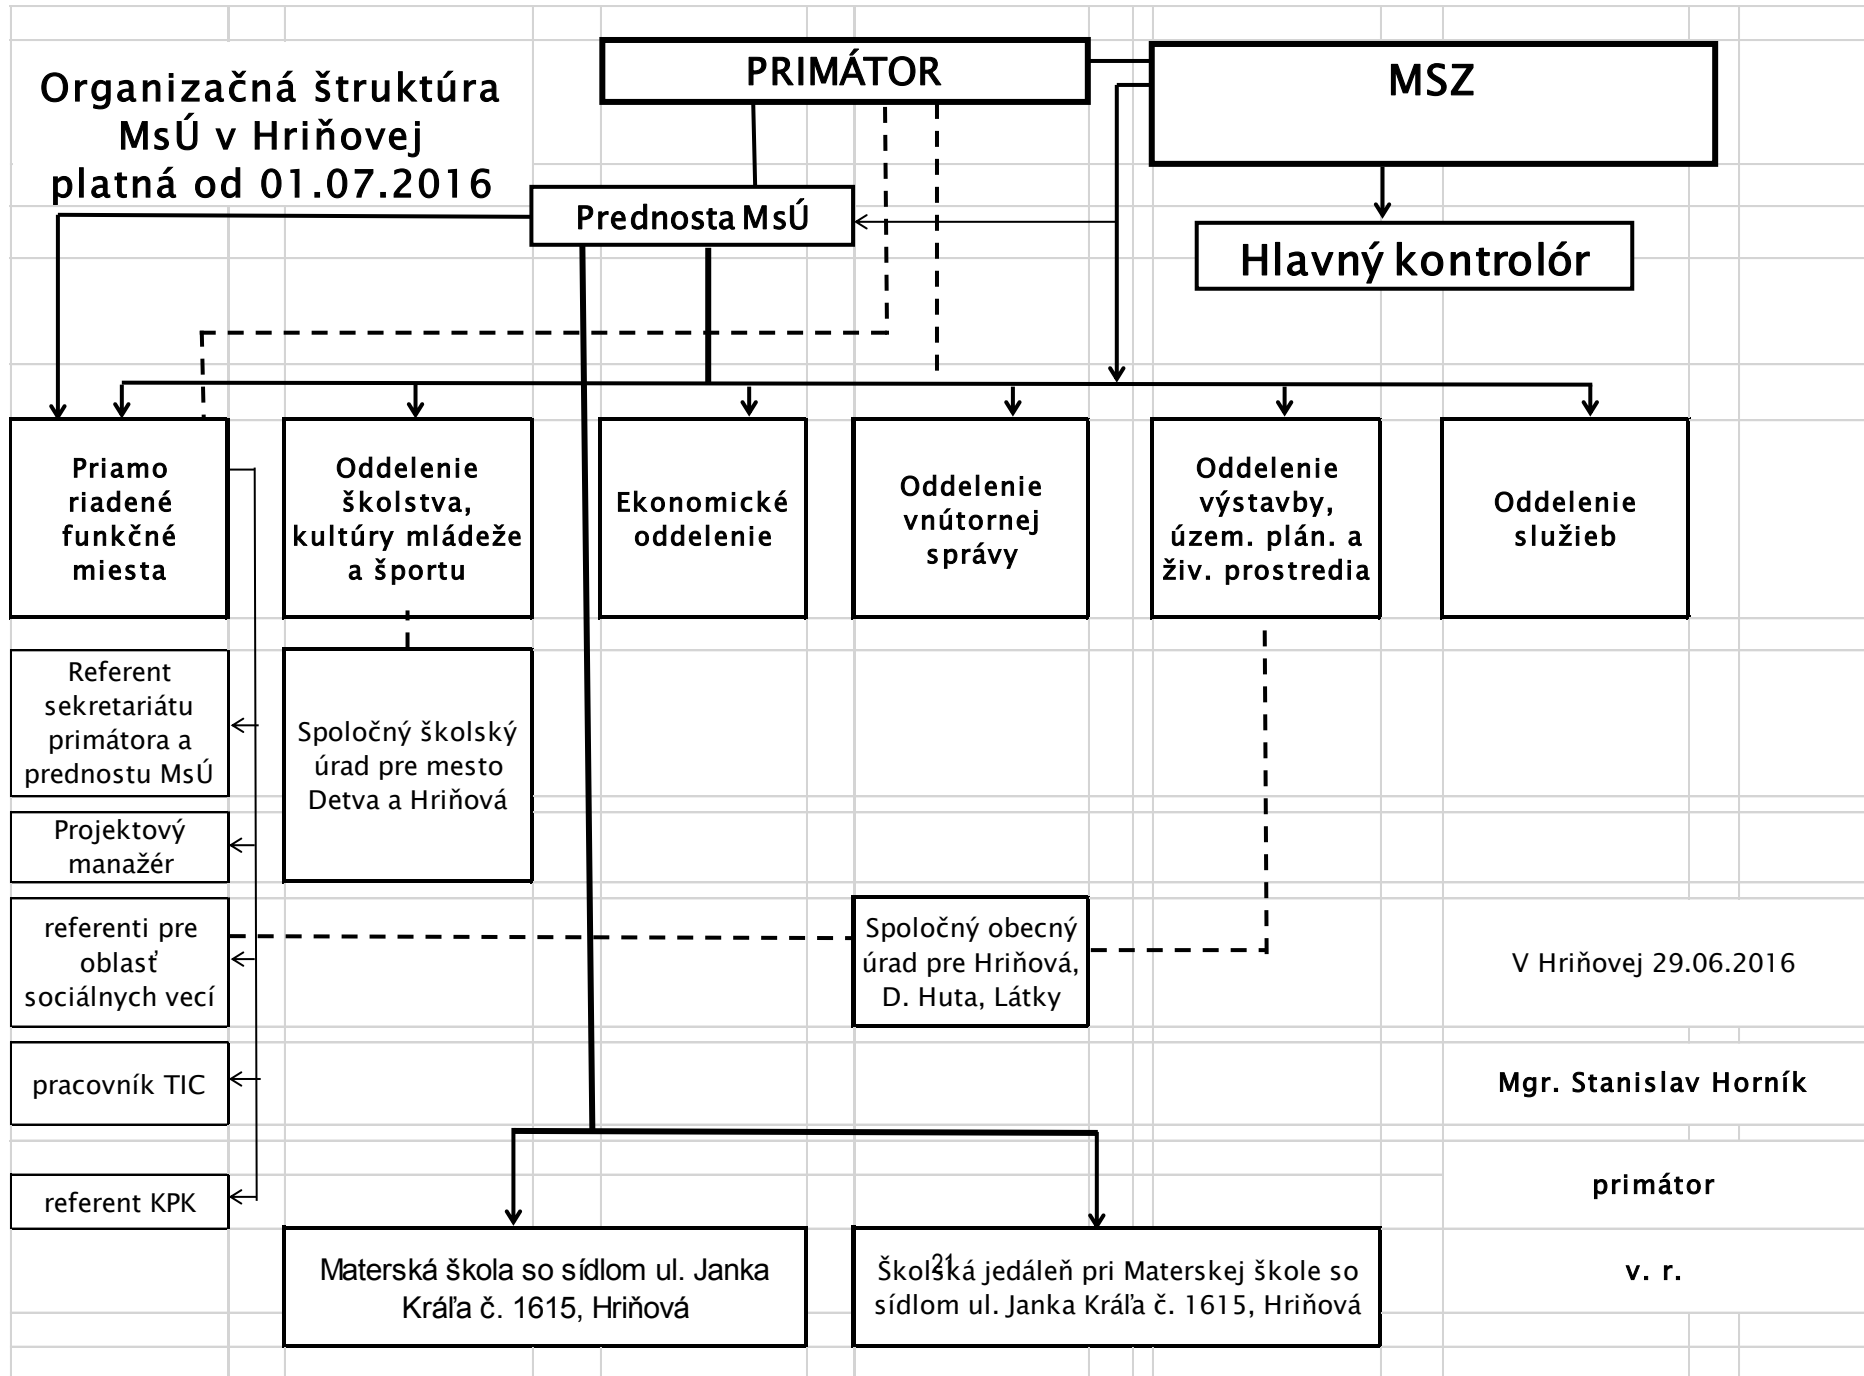 Organizačná štruktúra
MsÚ v Hriňovej
platná od 01.07.2016
PRIMÁTOR
MSZ
Prednosta MsÚ
Hlavný kontrolór
Priamo
riadené
funkčné
miesta
Oddelenie
školstva,
kultúry mládeže
a športu
Ekonomické
oddelenie
Oddelenie
vnútornej
správy
Oddelenie
výstavby,
územ. plán. a
živ. prostredia
Oddelenie
služieb
Referent
sekretariátu
primátora a
prednostu MsÚ
Spoločný školský
úrad pre mesto
Detva a Hriňová
Projektový
manažér
referenti pre
oblasť
sociálnych vecí
Spoločný obecný
úrad pre Hriňová,
D. Huta, Látky
V Hriňovej 29.06.2016
pracovník TIC
Mgr. Stanislav Horník
referent KPK
primátor
Materská škola so sídlom ul. Janka
Kráľa č. 1615, Hriňová
Školská jedáleň pri Materskej škole so
sídlom ul. Janka Kráľa č. 1615, Hriňová
21
v. r.